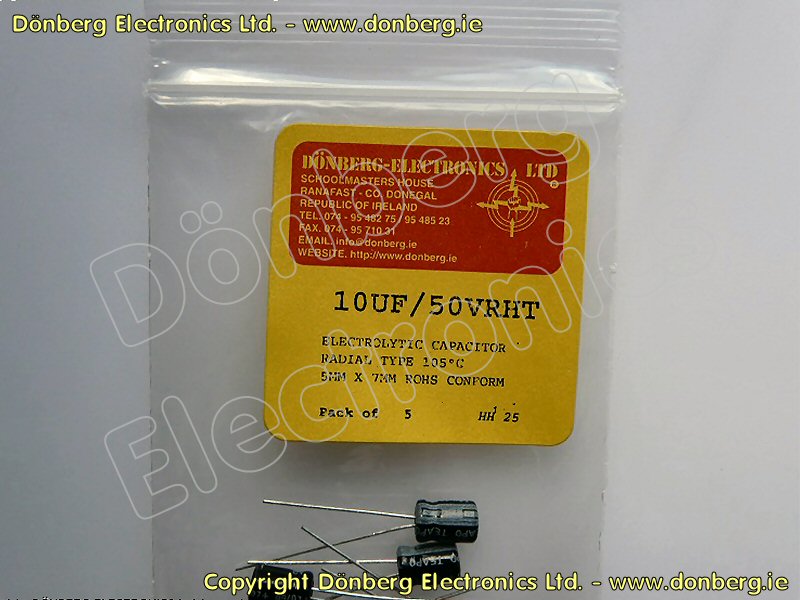 Dönberg Electronics Ltd. - www.donberg.ie
DÖNBERG-ELECTRONICS LTD
®
SCHOOLMASTERS HOUSE
RANAFAST - CO. DONEGAL
REPUBLIC OF IRELAND
TEL. 074 - 95 482 75 / 95 485 23
FAX. 074 - 95 710 31
EMAIL. info@donberg.ie
WEBSITE. http://www.donberg.ie
10UF/50VRHT
ELECTROLYTIC CAPACITOR
RADIAL TYPE 105°C
5MM X 7MM ROHS CONFORM
Pack of 5 HH 25
Dönberg
Electronics
TEAPO
Copyright Dönberg Electronics Ltd. - www.donberg.ie